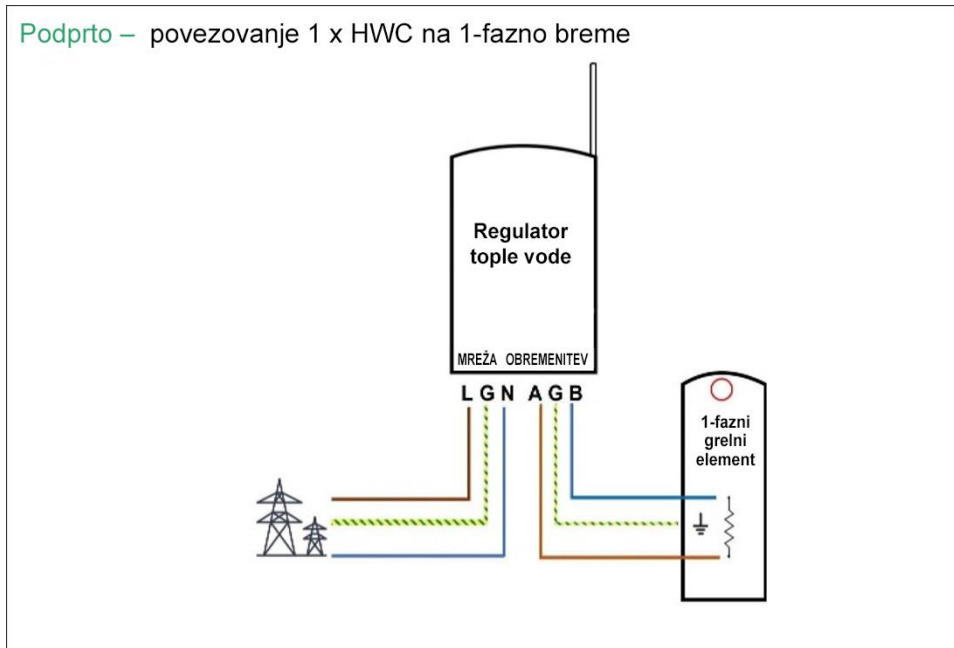 Podprto – povezovanje 1 x HWC na 1-fazno breme
Regulator
tople vode
MREŽA OBREMENITEV
L G N A G B
1-fazni
grelni
element